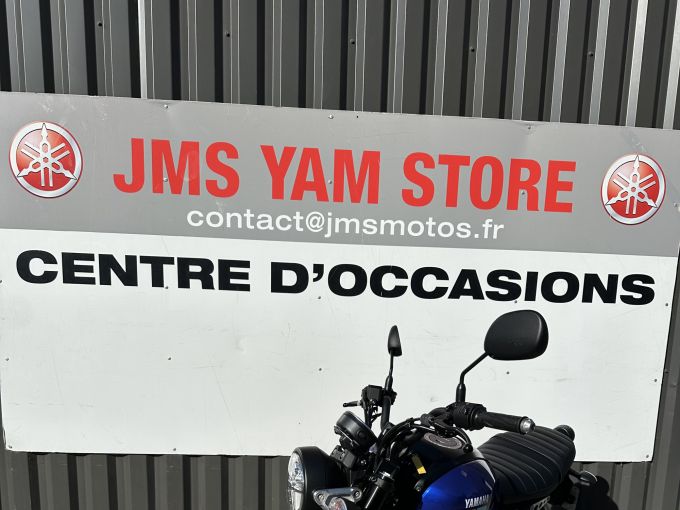 JMS YAM STORE
contact@jmsmotos.fr
CENTRE D'OCCASIONS
YAMAHA